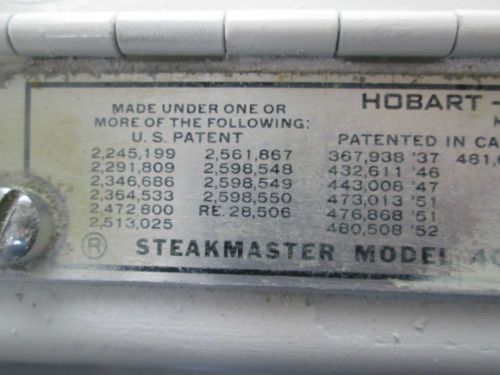 MADE UNDER ONE OR
MORE OF THE FOLLOWING:
U.S. PATENT
2,245,199 2,561,867
2,291,809 2,598,548
2,346,686 2,598,549
2,364,533 2,598,550
2,472 800 RE. 28,506
2,513,025
HOBART
PATENTED IN CA
367,938 '37 481,
432,611 '46
443,008 '47
473,013 '51
476,868 '51
480,508 '52
® STEAKMASTER MODEL 40